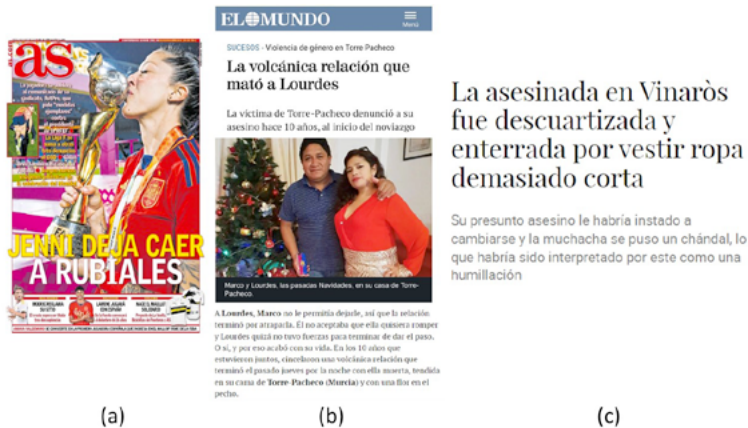 as
as.com
JENNI DEJA CAER
A RUBIALES
EL MUNDO
Menú
SUCESOS - Violencia de género en Torre Pacheco
La volcánica relación que
mató a Lourdes
La víctima de Torre-Pacheco denunció a su
asesino hace 10 años, al inicio del noviazgo
Marco y Lourdes, las pasadas Navidades, en su casa de Torre-
Pacheco.
A Lourdes, Marco no le permitía dejarle, así que la relación
terminó por atraparla. Él no aceptaba que ella quisiera romper
y Lourdes quizá no tuvo fuerzas para terminar de dar el paso.
O sí, y por eso acabó con su vida. En los 10 años que
estuvieron juntos, cincelaron una volcánica relación que
terminó el pasado jueves por la noche con ella muerta, tendida
en su casa de Torre-Pacheco (Murcia) y con una flor en el
pecho.
La asesinada en Vinaròs
fue descuartizada y
enterrada por vestir ropa
demasiado corta
Su presunto asesino le habría instado a
cambiarse y la muchacha se puso un chándal, lo
que habría sido interpretado por este como una
humillación
(a)
(b)
(c)